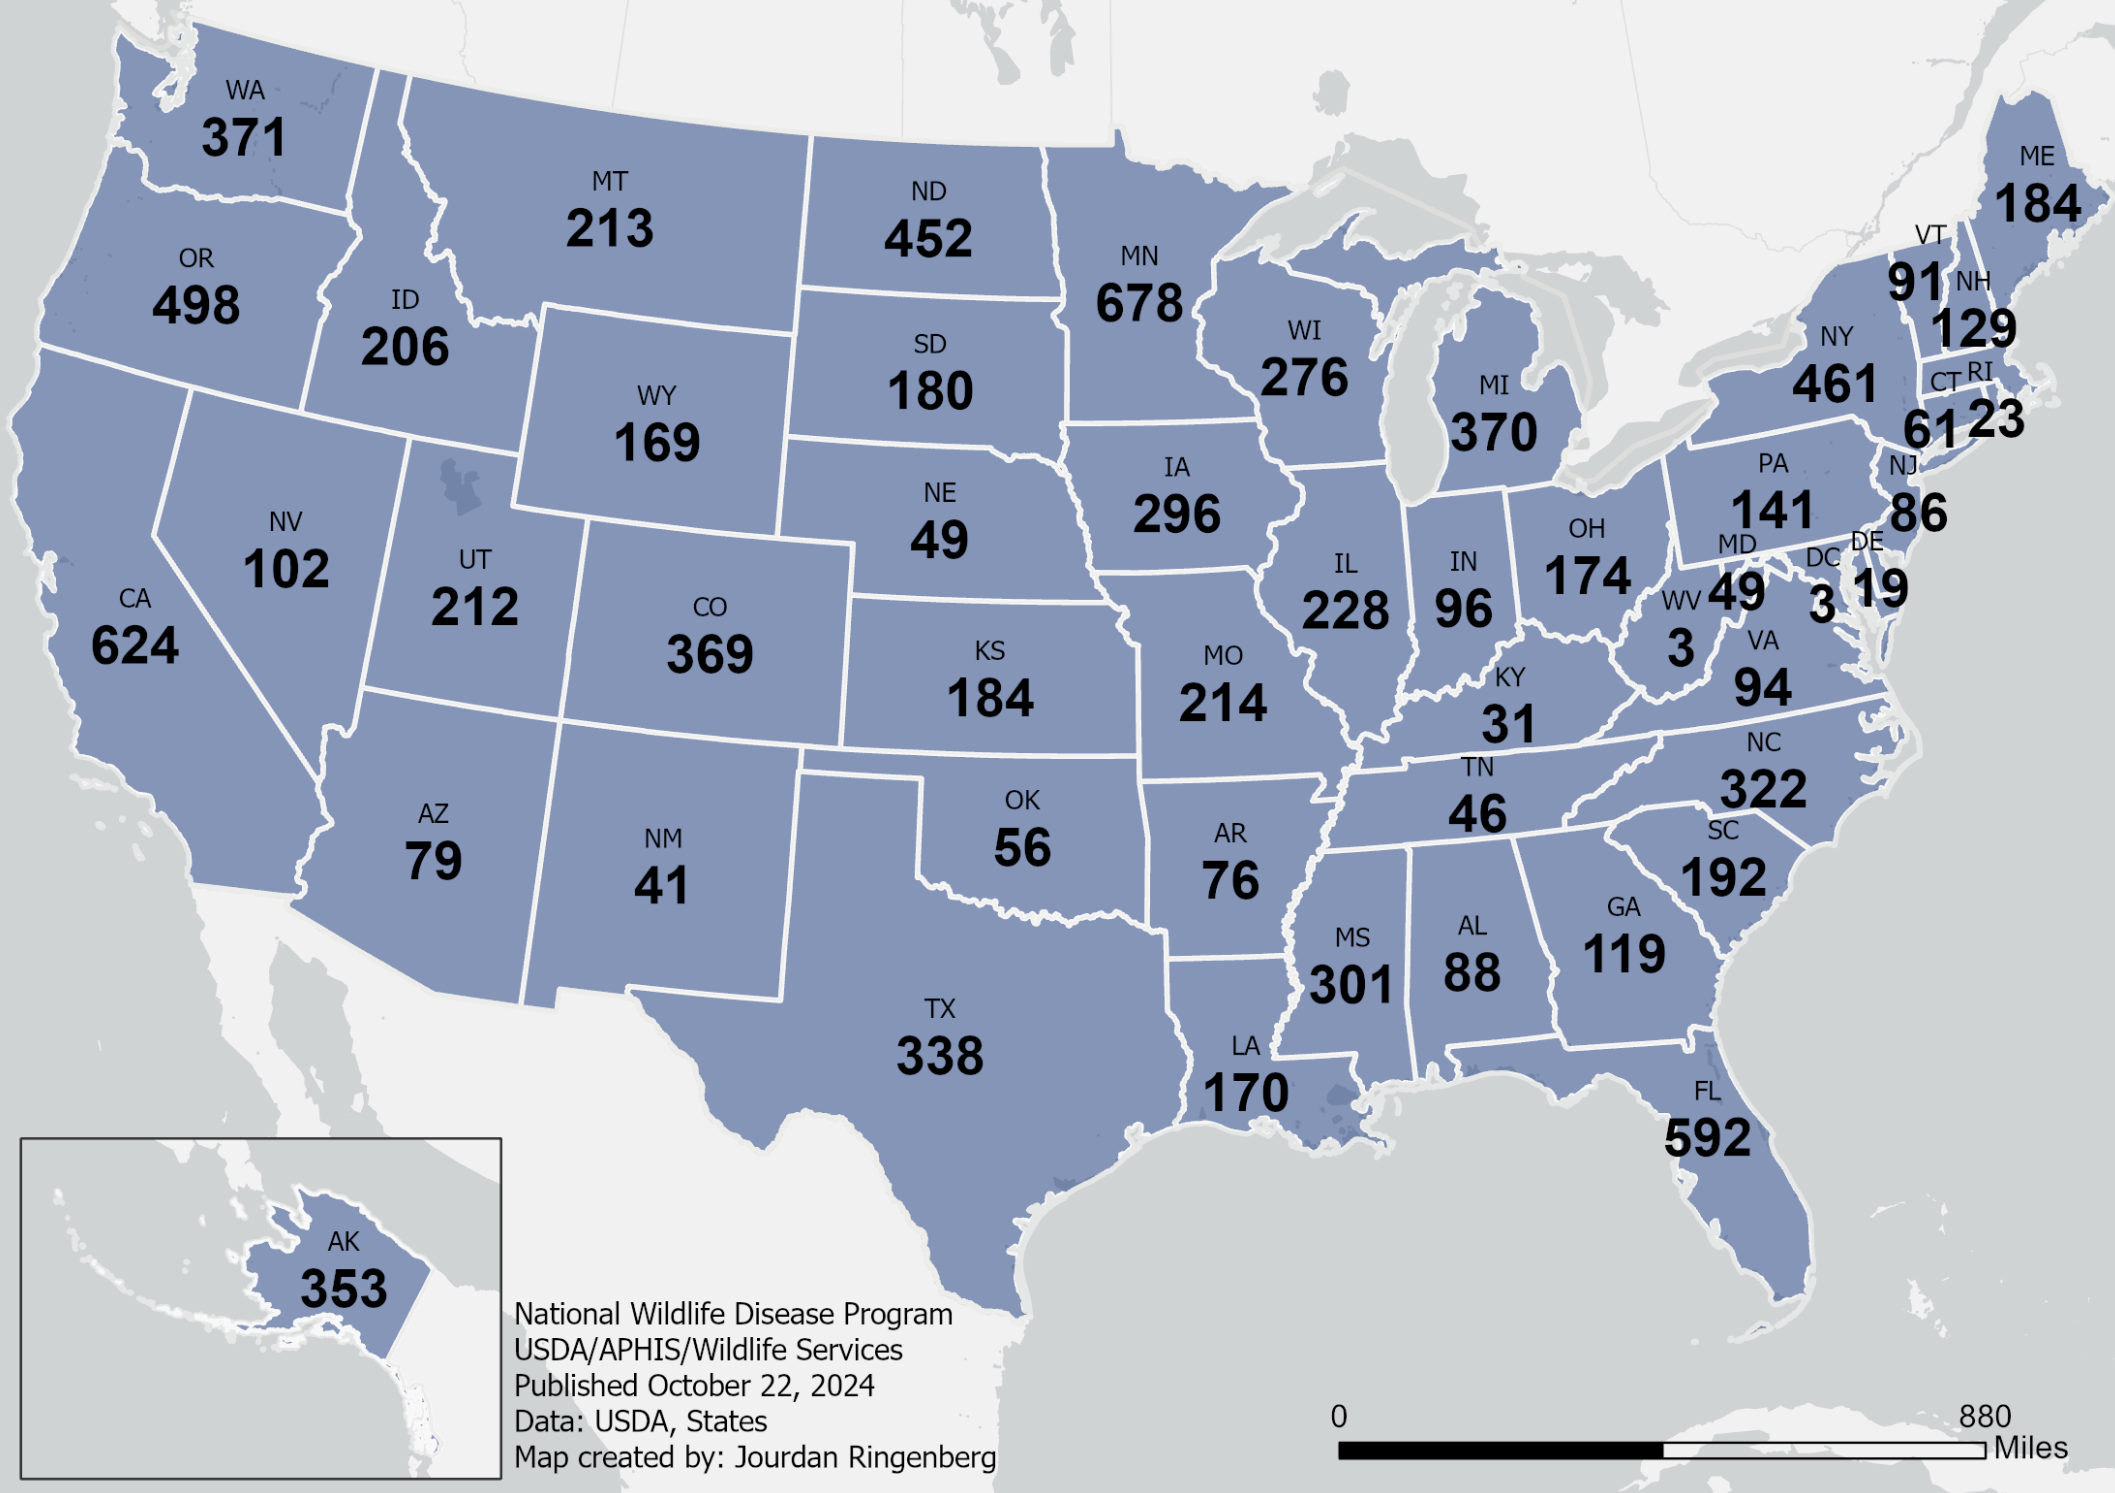 WA
371
MT
213
ND
452
MN
678
ME
184
VT
91
NH
129
OR
498
ID
206
SD
180
WI
276
MI
370
NY
461
CT
61
RI
23
WY
169
NE
49
IA
296
PA
141
NJ
86
NV
102
UT
212
CO
369
IL
228
IN
96
OH
174
MD
49
DC
3
DE
19
CA
624
KS
184
MO
214
KY
31
WV
3
VA
94
AZ
79
NM
41
OK
56
AR
76
TN
46
NC
322
SC
192
TX
338
LA
170
MS
301
AL
88
GA
119
FL
592
AK
353
National Wildlife Disease Program
USDA/APHIS/Wildlife Services
Published October 22, 2024
Data: USDA, States
Map created by: Jourdan Ringenberg
0 880
Miles